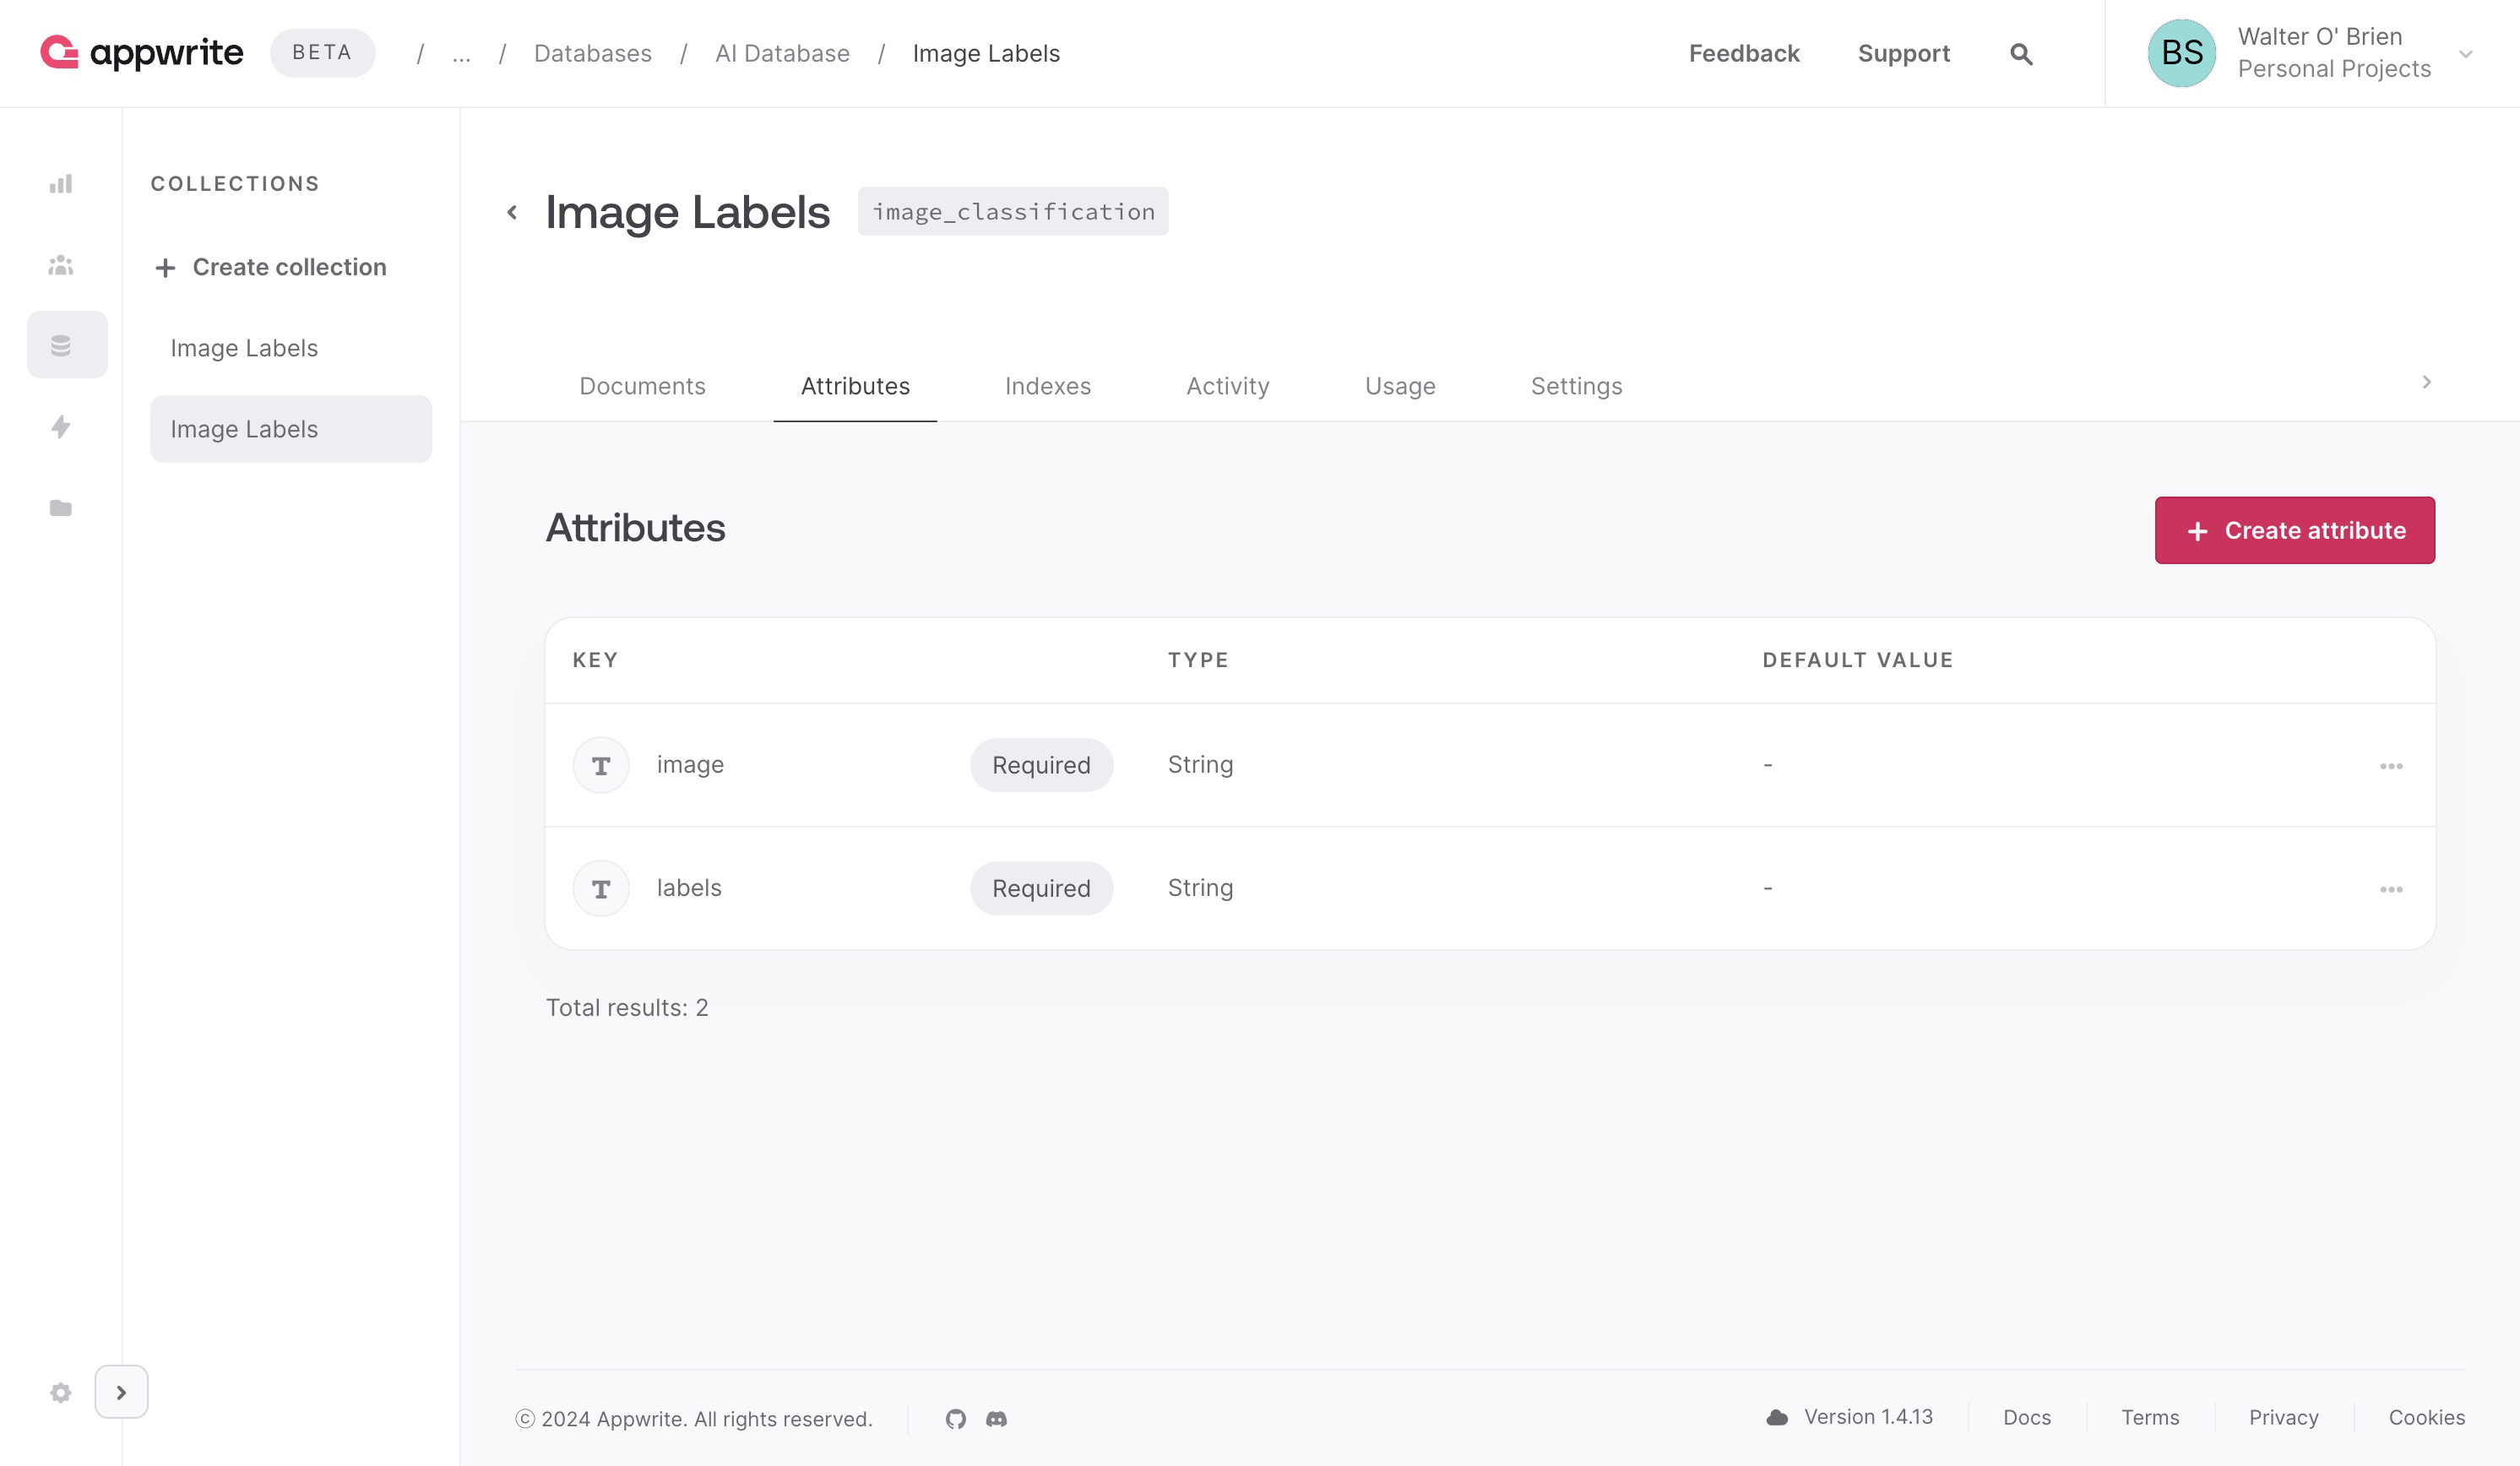 appwrite BETA / ... / Databases / AI Database / Image Labels
Feedback Support
BS Walter O' Brien
Personal Projects
COLLECTIONS
+ Create collection
Image Labels
Image Labels
Image Labels image_classification
Documents Attributes Indexes Activity Usage Settings
Attributes
+ Create attribute
KEY TYPE DEFAULT VALUE
T image Required String -
T labels Required String -
Total results: 2
© 2024 Appwrite. All rights reserved.
Version 1.4.13 Docs Terms Privacy Cookies